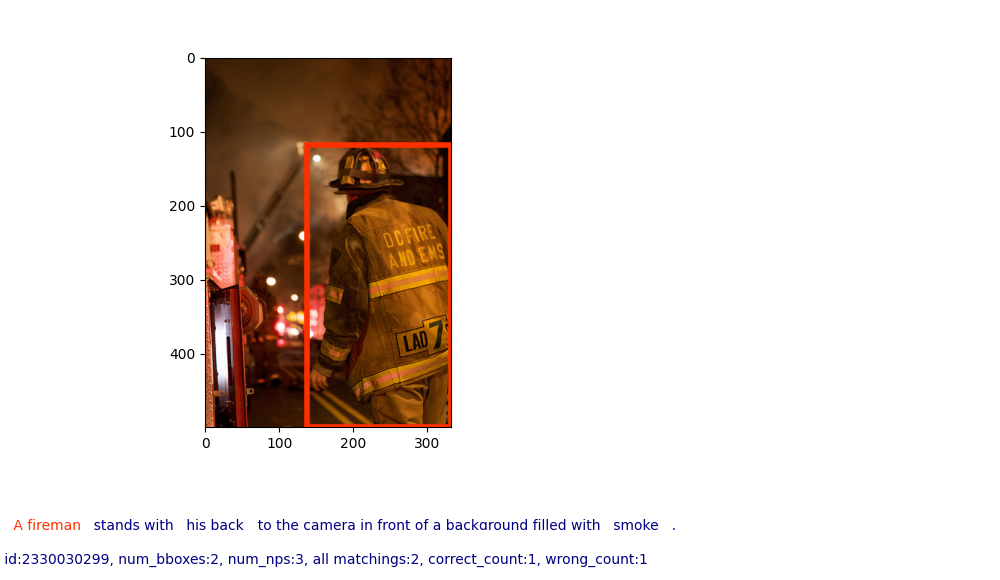 0
100
200
300
400
DC FIRE
AND EMS
LAD 7
0 100 200 300
A fireman stands with his back to the camera in front of a background filled with smoke .
id:2330030299, num_bboxes:2, num_nps:3, all matchings:2, correct_count:1, wrong_count:1